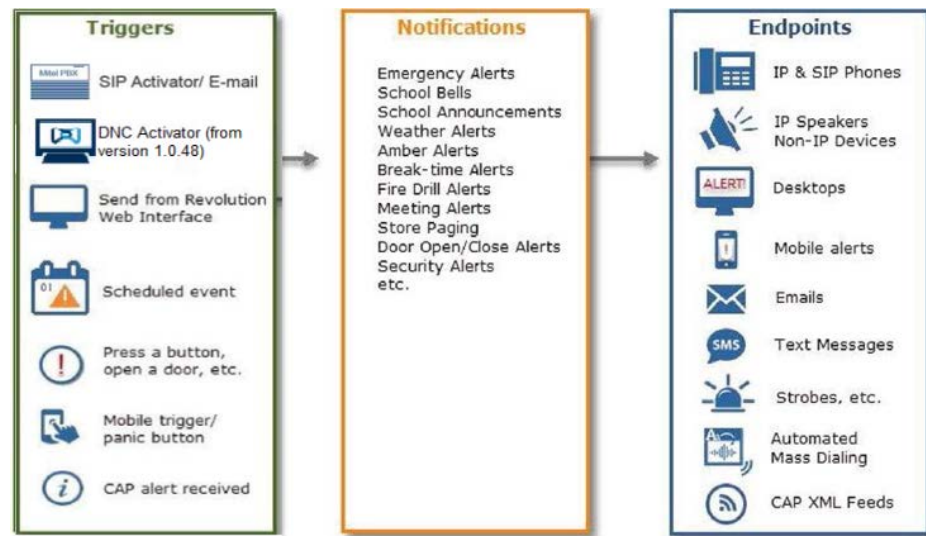 Triggers
Mitel PBX
SIP Activator/ E-mail
DNC Activator (from
version 1.0.48)
Send from Revolution
Web Interface
01
Scheduled event
!
Press a button,
open a door, etc.
Mobile trigger/
panic button
i
CAP alert received
Notifications
Emergency Alerts
School Bells
School Announcements
Weather Alerts
Amber Alerts
Break-time Alerts
Fire Drill Alerts
Meeting Alerts
Store Paging
Door Open/Close Alerts
Security Alerts
etc.
Endpoints
IP & SIP Phones
IP Speakers
Non-IP Devices
ALERT!
Desktops
!
Mobile alerts
Emails
SMS
Text Messages
Strobes, etc.
A
Automated
Mass Dialing
CAP XML Feeds